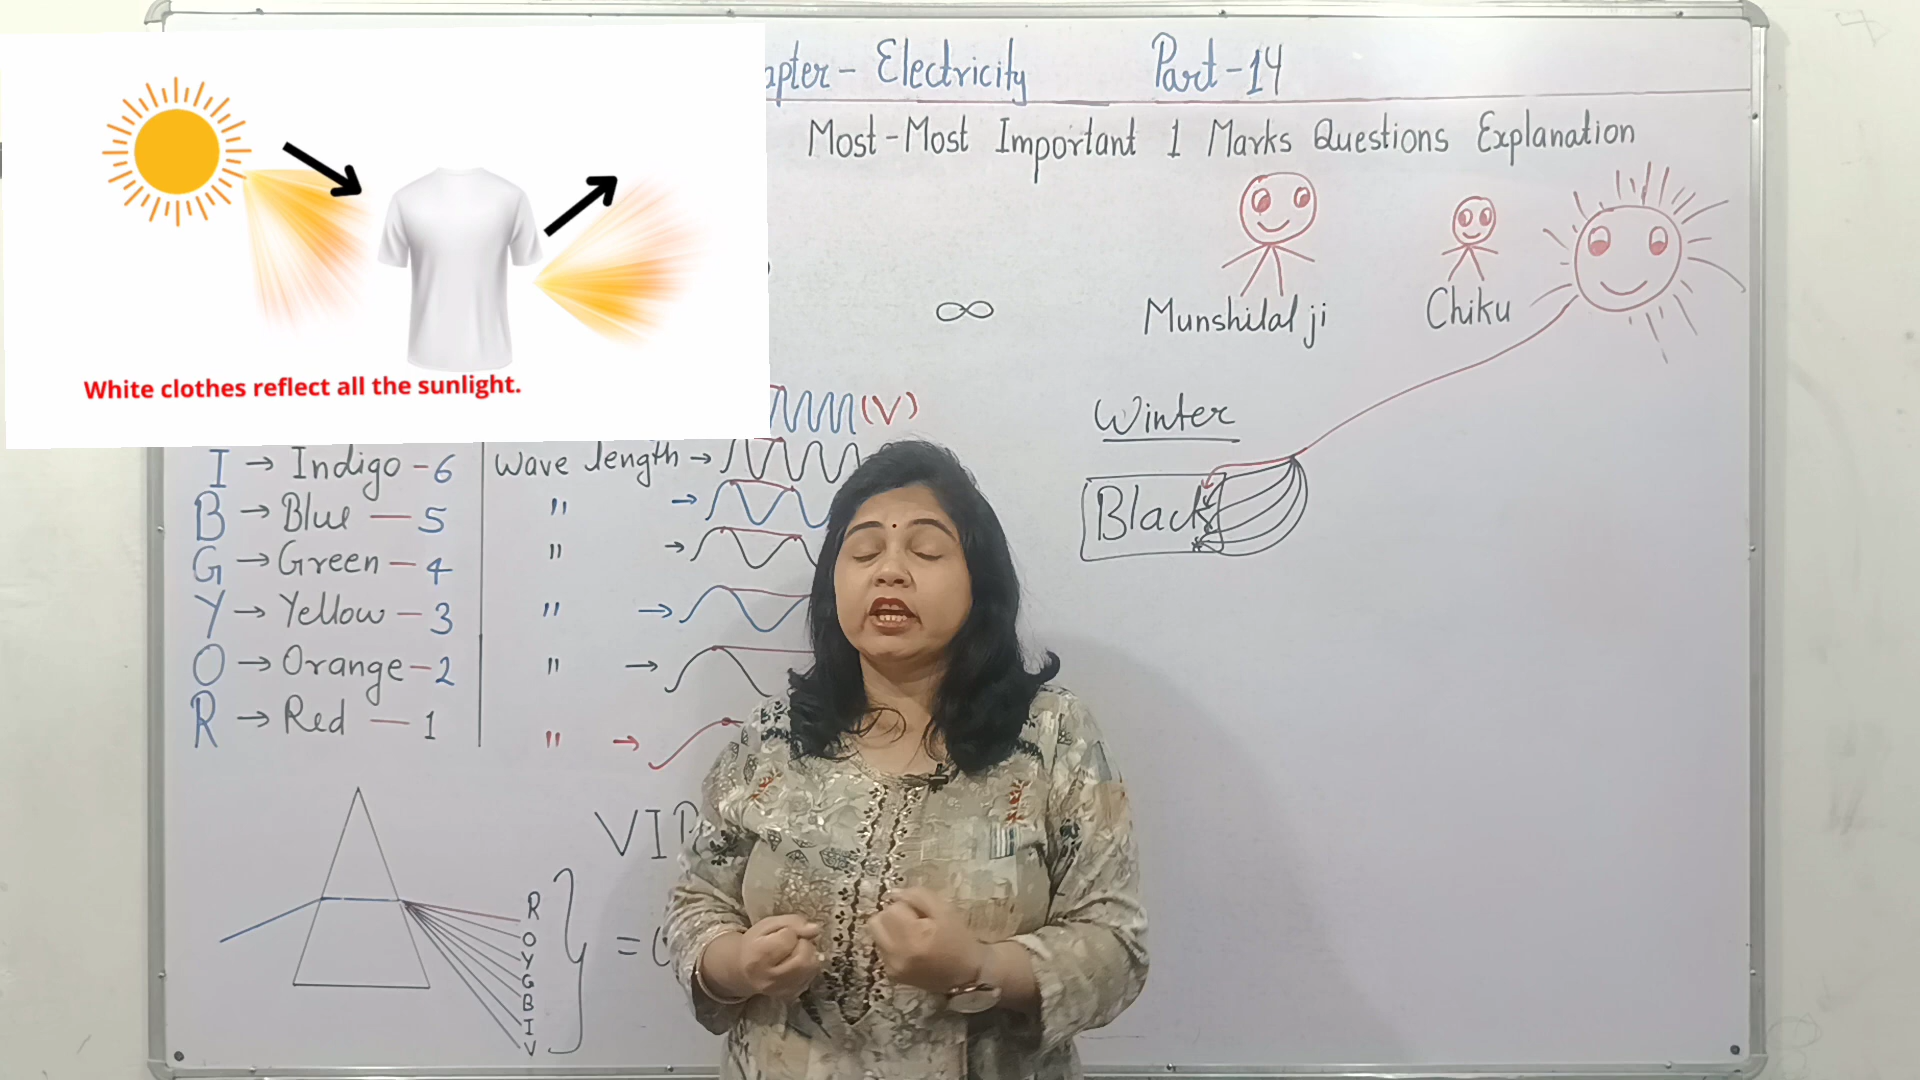 Electricity Part-14
Most-Most Important 1 Marks Questions Explanation
White clothes reflect all the sunlight.
∞
Munshilal ji
Chiku
(V)
Winter
Black
I → Indigo - 6
Wave length →
B → Blue — 5
" →
G → Green — 4
" →
Y → Yellow — 3
" →
O → Orange — 2
" →
R → Red — 1
" →
R
O
Y
G
B
I
V